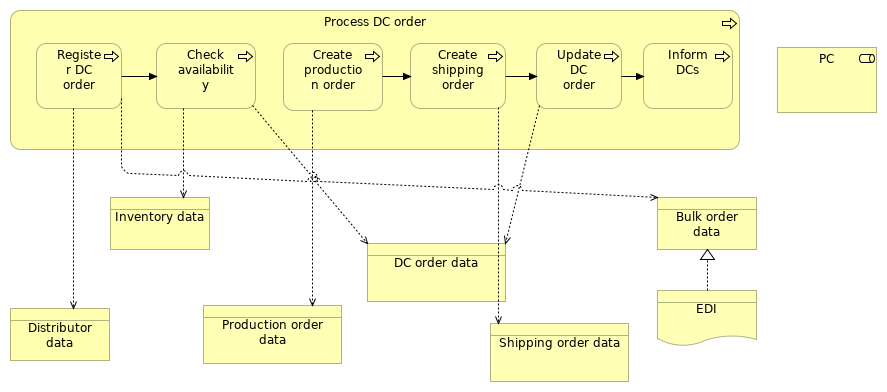 Process DC order
Registe
r DC
order
Check
availabilit
y
Create
productio
n order
Create
shipping
order
Update
DC
order
Inform
DCs
PC
Inventory data
Bulk order
data
DC order data
EDI
Distributor
data
Production order
data
Shipping order data